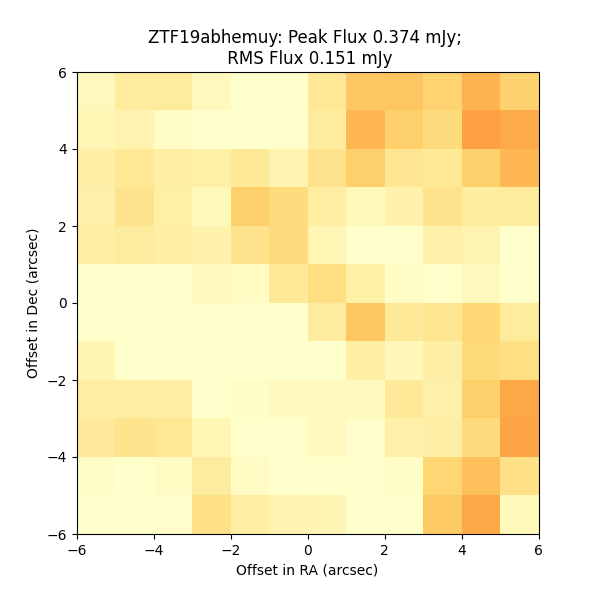 ZTF19abhemuy: Peak Flux 0.374 mJy;
RMS Flux 0.151 mJy
6
4
2
0
−2
−4
−6
Offset in Dec (arcsec)
−6 −4 −2 0 2 4 6
Offset in RA (arcsec)